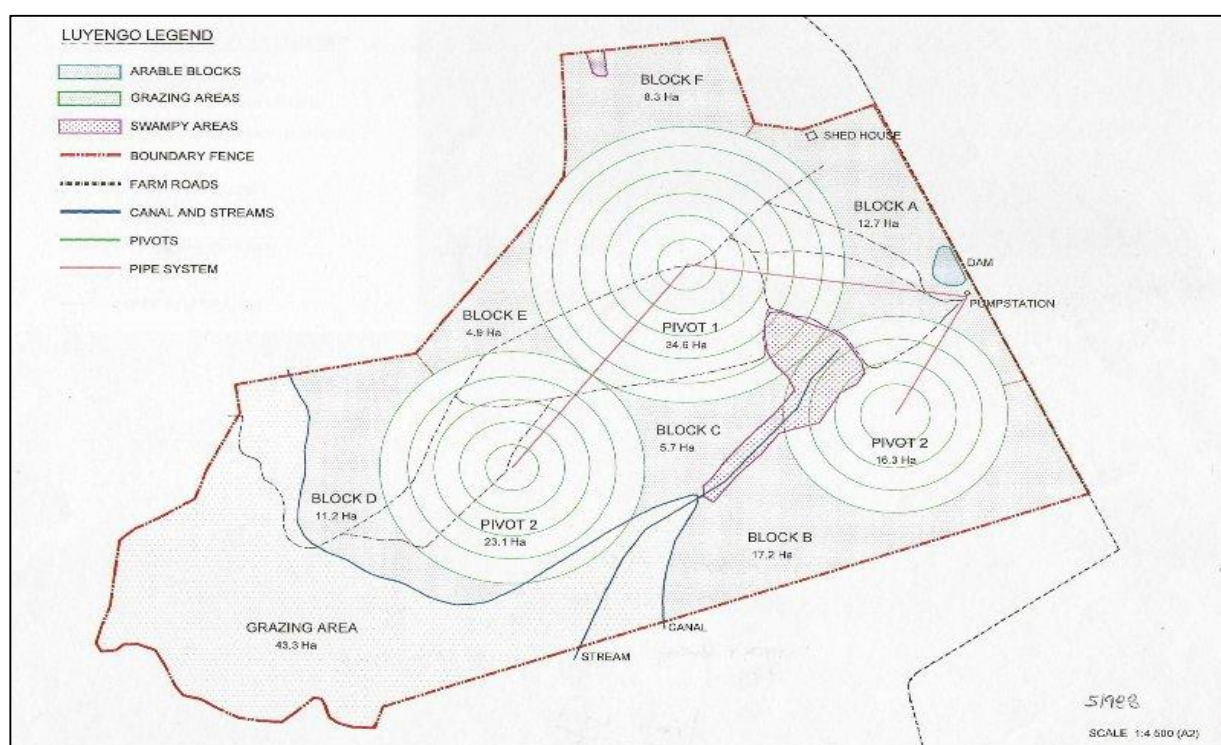 LUYENGO LEGEND
ARABLE BLOCKS
GRAZING AREAS
SWAMPY AREAS
BOUNDARY FENCE
FARM ROADS
CANAL AND STREAMS
PIVOTS
PIPE SYSTEM
BLOCK F
8.3 Ha
SHED HOUSE
BLOCK A
12.7 Ha
DAM
PUMPSTATION
BLOCK E
4.9 Ha
PIVOT 1
34.6 Ha
BLOCK C
5.7 Ha
PIVOT 2
16.3 Ha
BLOCK D
11.2 Ha
PIVOT 2
23.1 Ha
BLOCK B
17.2 Ha
GRAZING AREA
43.3 Ha
CANAL
STREAM
51988
SCALE 1:4 500 (A2)